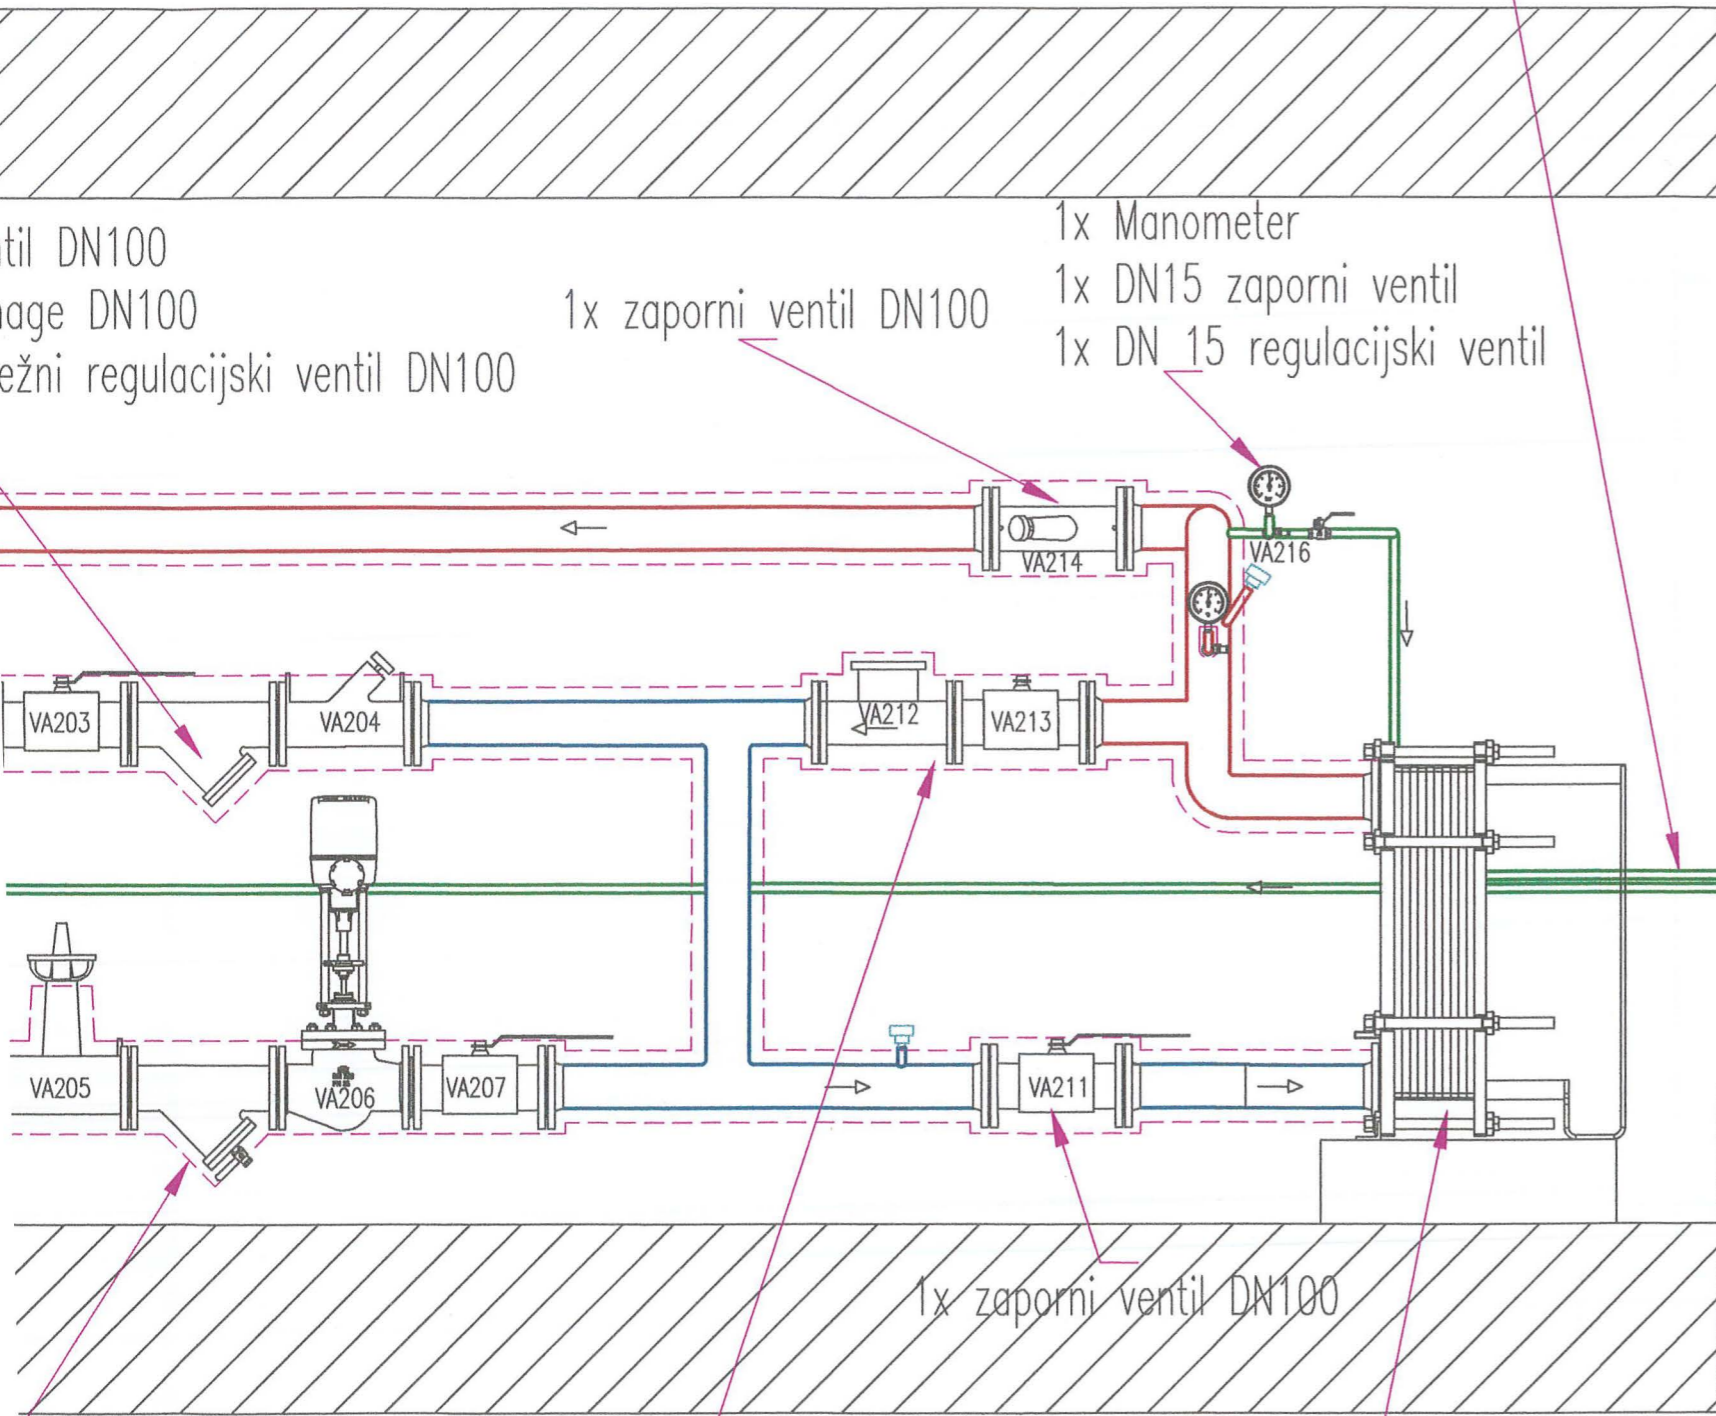 1x Manometer
1x DN15 zaporni ventil
1x DN 15 regulacijski ventil
til DN100
age DN100
ežni regulacijski ventil DN100
1x zaporni ventil DN100
VA214
VA216
VA203
VA204
VA212
VA213
VA205
VA206
VA207
VA211
1x zaporni ventil DN100